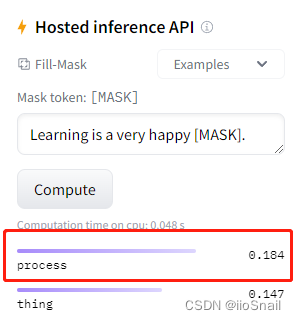 Hosted inference API
Fill-Mask
Examples
Mask token: [MASK]
Learning is a very happy [MASK].
Compute
Computation time on cpu: 0.048 s
process
0.184
thing
0.147
CSDN @iioSnail